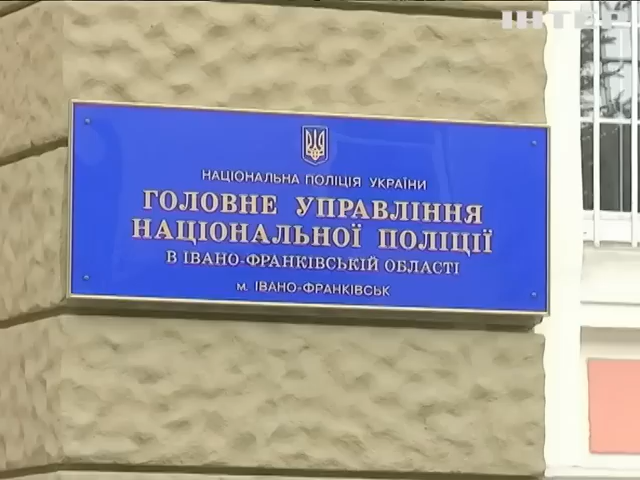 ІНТЕР
НАЦІОНАЛЬНА ПОЛІЦІЯ УКРАЇНИ
ГОЛОВНЕ УПРАВЛІННЯ
НАЦІОНАЛЬНОЇ ПОЛІЦІЇ
В ІВАНО-ФРАНКІВСЬКІЙ ОБЛАСТІ
м. ІВАНО-ФРАНКІВСЬК